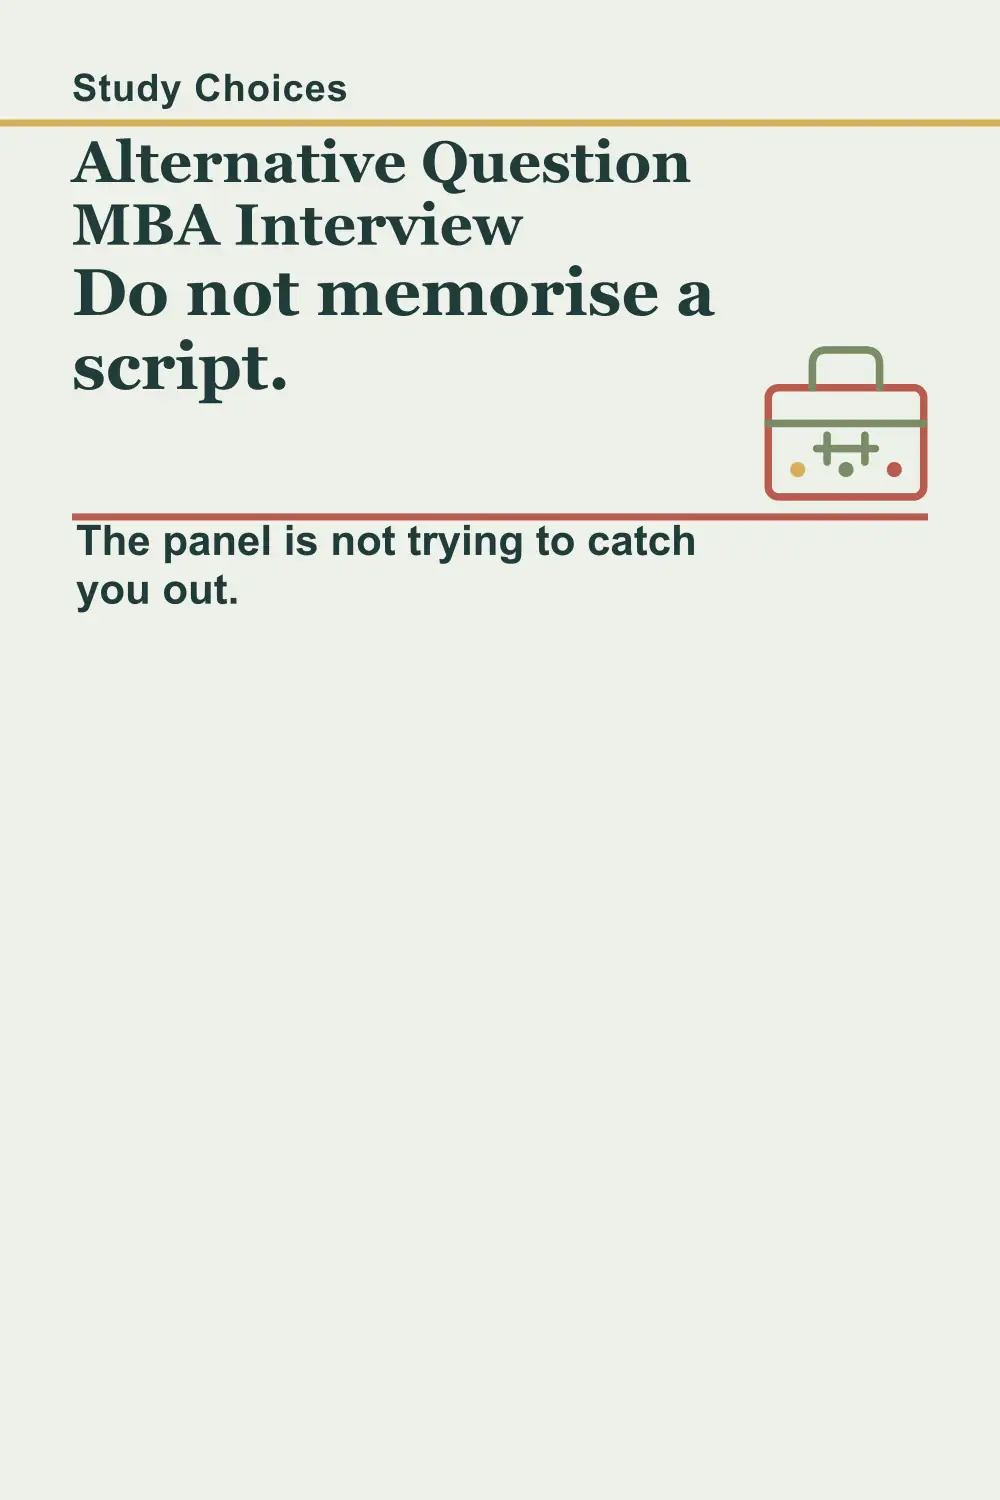 Study Choices
Alternative Question
MBA Interview
Do not memorise a
script.
The panel is not trying to catch
you out.